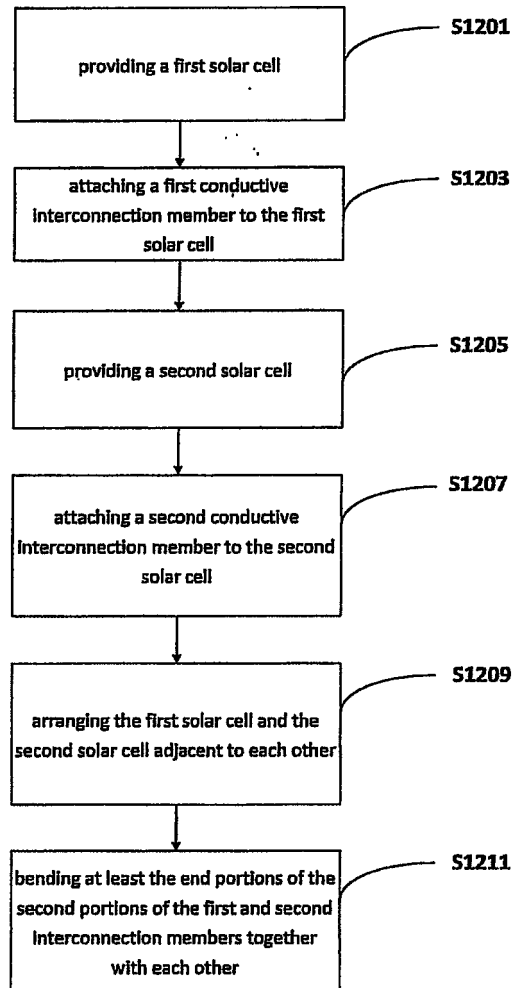 S1201
providing a first solar cell
S1203
attaching a first conductive
interconnection member to the first
solar cell
S1205
providing a second solar cell
S1207
attaching a second conductive
interconnection member to the second
solar cell
S1209
arranging the first solar cell and the
second solar cell adjacent to each other
S1211
bending at least the end portions of the
second portions of the first and second
interconnection members together
with each other